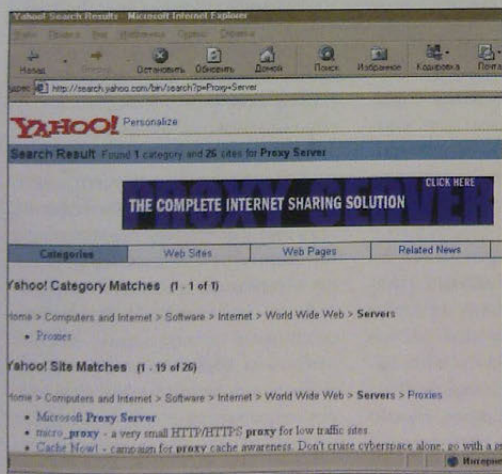 Yahoo! Search Results - Microsoft Internet Explorer
Назад
Остановить Обновить Домой Поиск Избранное Кодировка Почта
http://search.yahoo.com/bin/search?p=Proxy+Server
YAHOO! Personalize
Search Result Found 1 category and 26 sites for Proxy Server
PROXY SERVER
THE COMPLETE INTERNET SHARING SOLUTION
CLICK HERE
Categories Web Sites Web Pages Related News
Yahoo! Category Matches (1 - 1 of 1)
Home > Computers and Internet > Software > Internet > World Wide Web > Servers
• Proxies
Yahoo! Site Matches (1 - 19 of 26)
Home > Computers and Internet > Software > Internet > World Wide Web > Servers > Proxies
• Microsoft Proxy Server
• micro_proxy - a very small HTTP/HTTPS proxy for low traffic sites.
• Cache Now! - campaign for proxy cache awareness. Don't cruise cyberspace alone; go with a
Интернет